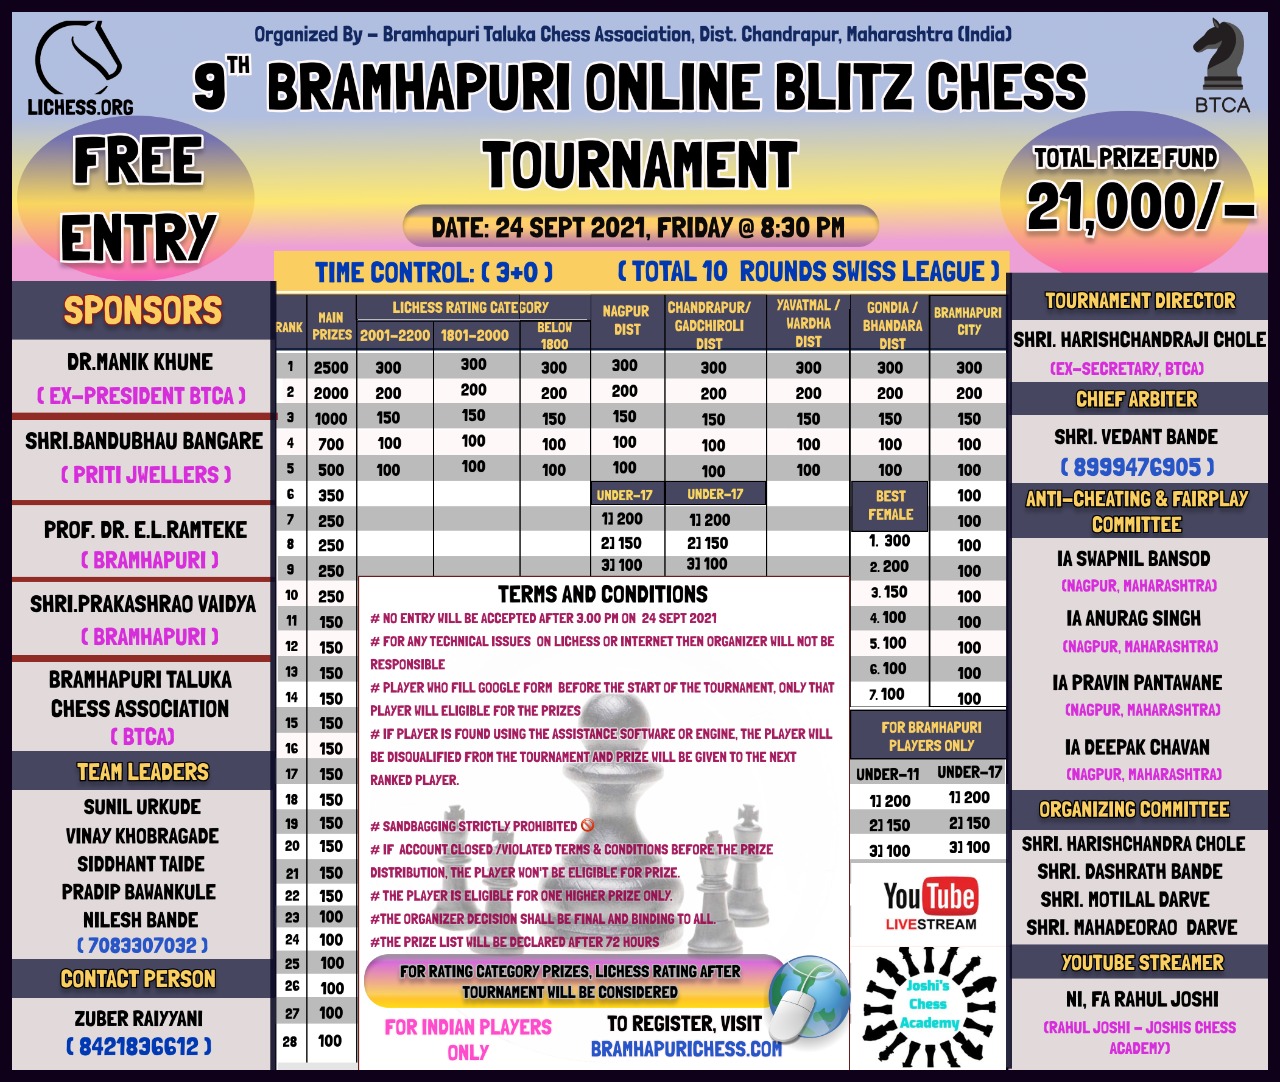 Organized By – Bramhapuri Taluka Chess Association, Dist. Chandrapur, Maharashtra (India)
LICHESS.ORG
BTCA
9TH BRAMHAPURI ONLINE BLITZ CHESS
TOURNAMENT
FREE
ENTRY
TOTAL PRIZE FUND
21,000/–
DATE: 24 SEPT 2021, FRIDAY @ 8:30 PM
TIME CONTROL: ( 3+0 ) ( TOTAL 10 ROUNDS SWISS LEAGUE )
SPONSORS
DR.MANIK KHUNE
( EX–PRESIDENT BTCA )
SHRI.BANDUBHAU BANGARE
( PRITI JWELLERS )
PROF. DR. E.L.RAMTEKE
( BRAMHAPURI )
SHRI.PRAKASHRAO VAIDYA
( BRAMHAPURI )
BRAMHAPURI TALUKA
CHESS ASSOCIATION
( BTCA)
TEAM LEADERS
SUNIL URKUDE
VINAY KHOBRAGADE
SIDDHANT TAIDE
PRADIP BAWANKULE
NILESH BANDE
( 7083307032 )
CONTACT PERSON
ZUBER RAIYYANI
( 8421836612 )
RANK
MAIN
PRIZES
LICHESS RATING CATEGORY
2001–2200 1801–2000 BELOW
1800
NAGPUR
DIST
CHANDRAPUR/
GADCHIROLI
DIST
YAVATMAL /
WARDHA
DIST
GONDIA /
BHANDARA
DIST
BRAMHAPURI
CITY
1 2500 300 300 300 300 300 300 300 300
2 2000 200 200 200 200 200 200 200 200
3 1000 150 150 150 150 150 150 150 150
4 700 100 100 100 100 100 100 100 100
5 500 100 100 100 100 100 100 100 100
6 350 UNDER–17 UNDER–17 BEST 100
FEMALE
7 250 1] 200 1] 200 100
8 250 2] 150 2] 150 1. 300 100
9 250 3] 100 3] 100 2. 200 100
10 250 3. 150 100
11 150 4. 100 100
12 150 5. 100 100
13 150 6. 100 100
14 150 7. 100 100
15 150
16 150
17 150
18 150
19 150
20 150
21 150
22 150
23 100
24 100
25 100
26 100
27 100
28 100
TERMS AND CONDITIONS
# NO ENTRY WILL BE ACCEPTED AFTER 3.00 PM ON 24 SEPT 2021
# FOR ANY TECHNICAL ISSUES ON LICHESS OR INTERNET THEN ORGANIZER WILL NOT BE
RESPONSIBLE
# PLAYER WHO FILL GOOGLE FORM BEFORE THE START OF THE TOURNAMENT, ONLY THAT
PLAYER WILL ELIGIBLE FOR THE PRIZES
# IF PLAYER IS FOUND USING THE ASSISTANCE SOFTWARE OR ENGINE, THE PLAYER WILL
BE DISQUALIFIED FROM THE TOURNAMENT AND PRIZE WILL BE GIVEN TO THE NEXT
RANKED PLAYER.
# SANDBAGGING STRICTLY PROHIBITED 🚫
# IF ACCOUNT CLOSED /VIOLATED TERMS & CONDITIONS BEFORE THE PRIZE
DISTRIBUTION, THE PLAYER WON'T BE ELIGIBLE FOR PRIZE.
# THE PLAYER IS ELIGIBLE FOR ONE HIGHER PRIZE ONLY.
#THE ORGANIZER DECISION SHALL BE FINAL AND BINDING TO ALL.
#THE PRIZE LIST WILL BE DECLARED AFTER 72 HOURS
FOR RATING CATEGORY PRIZES, LICHESS RATING AFTER
TOURNAMENT WILL BE CONSIDERED
FOR INDIAN PLAYERS
ONLY
TO REGISTER, VISIT
BRAMHAPURICHESS.COM
FOR BRAMHAPURI
PLAYERS ONLY
UNDER–11 UNDER–17
1] 200 1] 200
2] 150 2] 150
3] 100 3] 100
YouTube
LIVESTREAM
Joshi's
Chess
Academy
TOURNAMENT DIRECTOR
SHRI. HARISHCHANDRAJI CHOLE
(EX–SECRETARY, BTCA)
CHIEF ARBITER
SHRI. VEDANT BANDE
( 8999476905 )
ANTI–CHEATING & FAIRPLAY
COMMITTEE
IA SWAPNIL BANSOD
(NAGPUR, MAHARASHTRA)
IA ANURAG SINGH
(NAGPUR, MAHARASHTRA)
IA PRAVIN PANTAWANE
(NAGPUR, MAHARASHTRA)
IA DEEPAK CHAVAN
(NAGPUR, MAHARASHTRA)
ORGANIZING COMMITTEE
SHRI. HARISHCHANDRA CHOLE
SHRI. DASHRATH BANDE
SHRI. MOTILAL DARVE
SHRI. MAHADEORAO DARVE
YOUTUBE STREAMER
NI, FA RAHUL JOSHI
(RAHUL JOSHI – JOSHIS CHESS
ACADEMY)